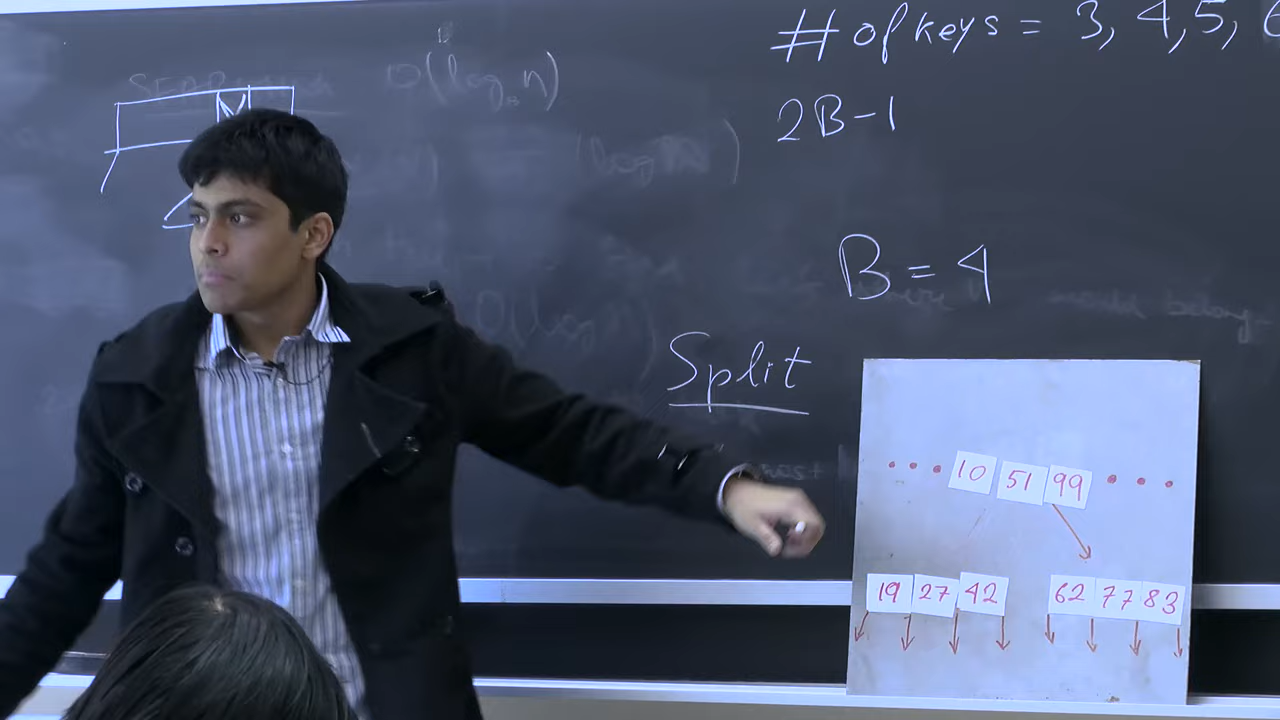 # of keys = 3, 4, 5, 6
2B-1
O(log n)
B = 4
Split
10 51 99
19 27 42 62 77 83